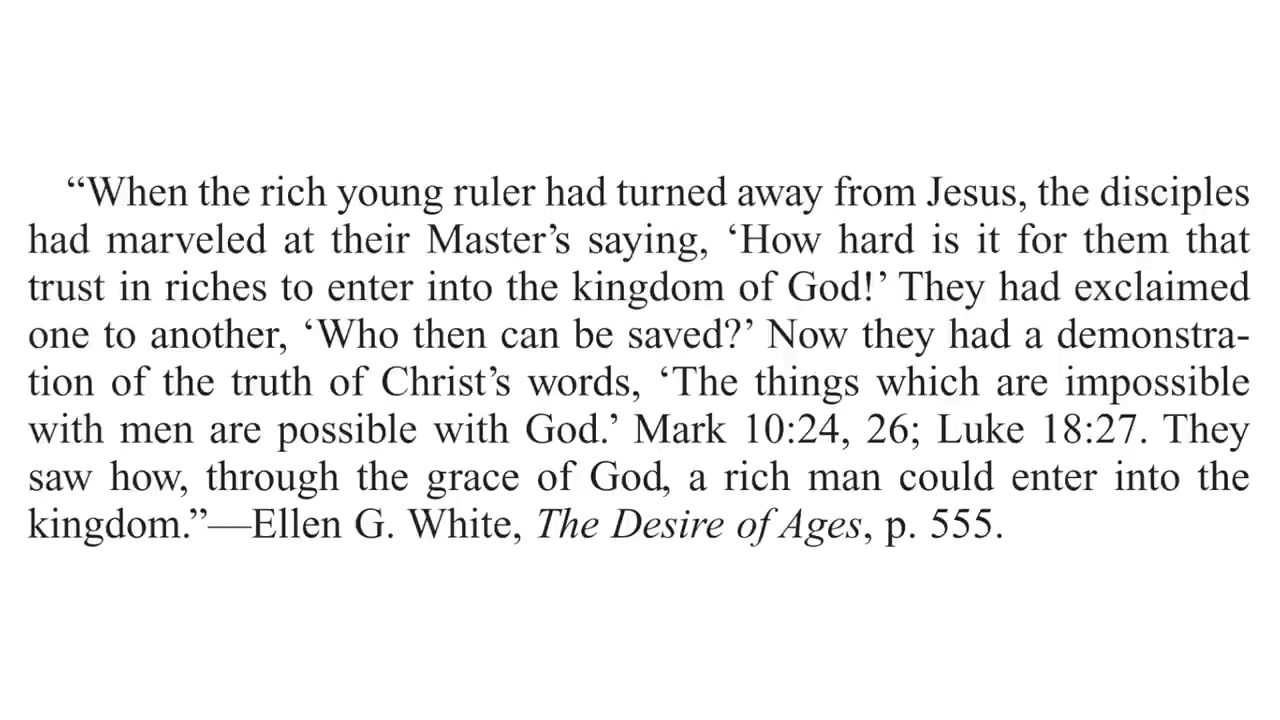 “When the rich young ruler had turned away from Jesus, the disciples
had marveled at their Master’s saying, ‘How hard is it for them that
trust in riches to enter into the kingdom of God!’ They had exclaimed
one to another, ‘Who then can be saved?’ Now they had a demonstra-
tion of the truth of Christ’s words, ‘The things which are impossible
with men are possible with God.’ Mark 10:24, 26; Luke 18:27. They
saw how, through the grace of God, a rich man could enter into the
kingdom.”—Ellen G. White, The Desire of Ages, p. 555.